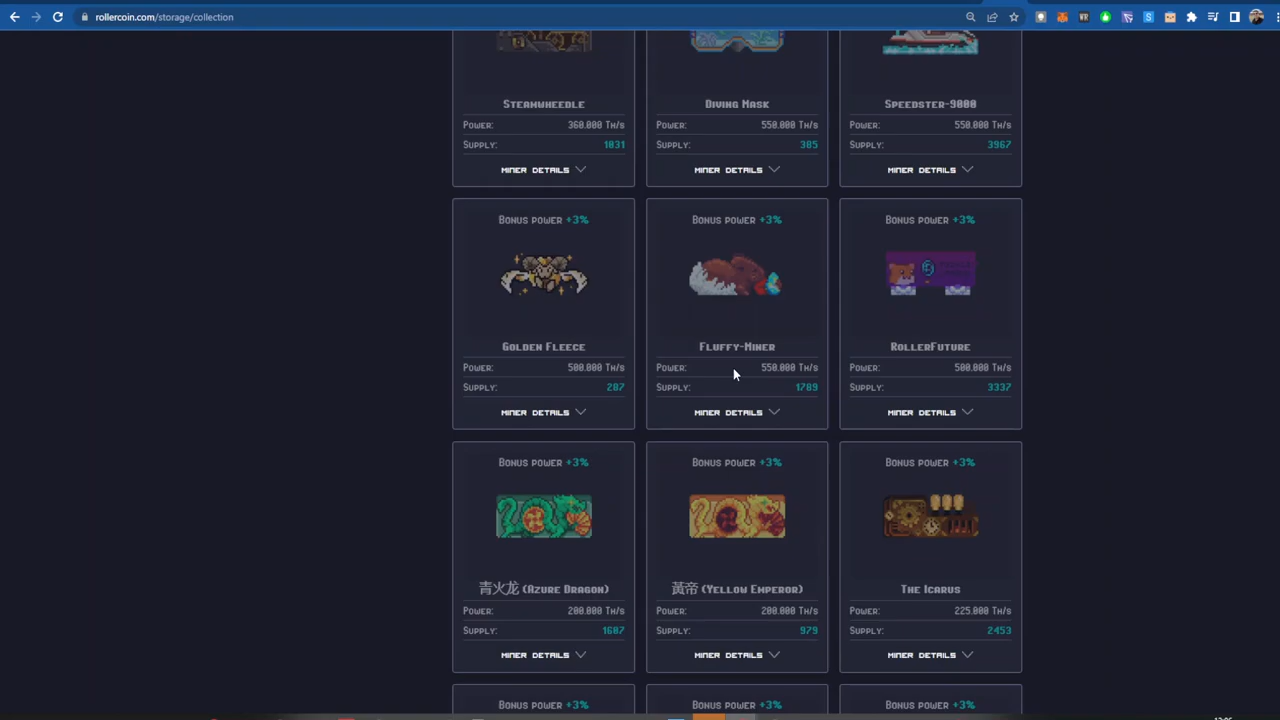 rollercoin.com/storage/collection
Steamwheedle
Power: 360.000 Th/s
Supply: 1831
Miner details
Diving Mask
Power: 550.000 Th/s
Supply: 385
Miner details
Speedster-9000
Power: 550.000 Th/s
Supply: 3967
Miner details
Bonus power +3%
Golden Fleece
Power: 500.000 Th/s
Supply: 207
Miner details
Bonus power +3%
Fluffy-Miner
Power: 550.000 Th/s
Supply: 1789
Miner details
Bonus power +3%
RollerFuture
Power: 500.000 Th/s
Supply: 3337
Miner details
Bonus power +3%
青火龙 (Azure Dragon)
Power: 200.000 Th/s
Supply: 1687
Miner details
Bonus power +3%
黃帝 (Yellow Emperor)
Power: 200.000 Th/s
Supply: 979
Miner details
Bonus power +3%
The Icarus
Power: 225.000 Th/s
Supply: 2453
Miner details
Bonus power +3%
Bonus power +3%
Bonus power +3%